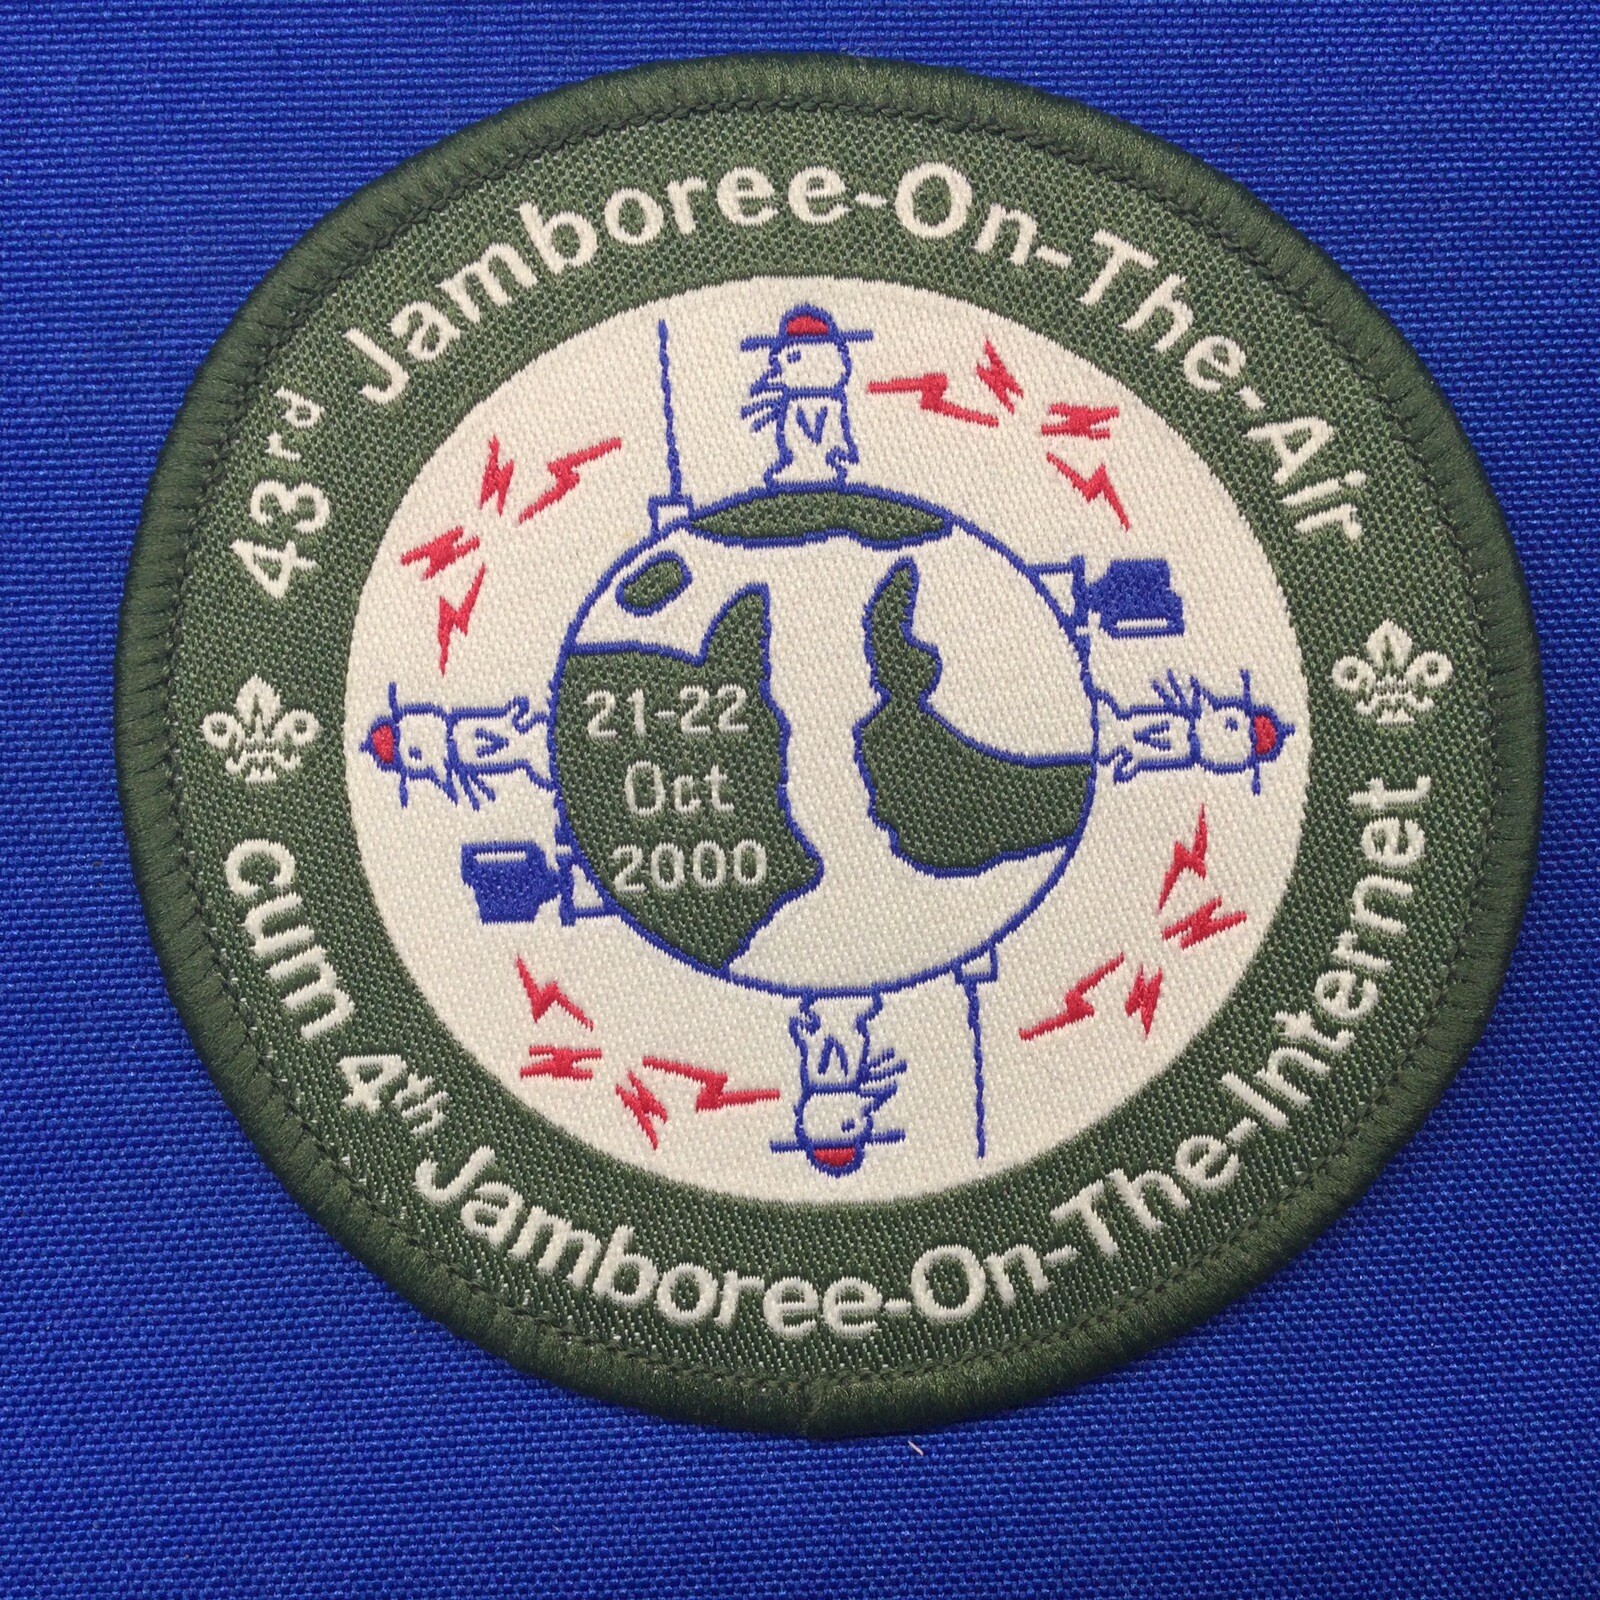 43rd Jamboree-On-The-Air
cum 4th Jamboree-On-The-Internet
21-22
Oct
2000